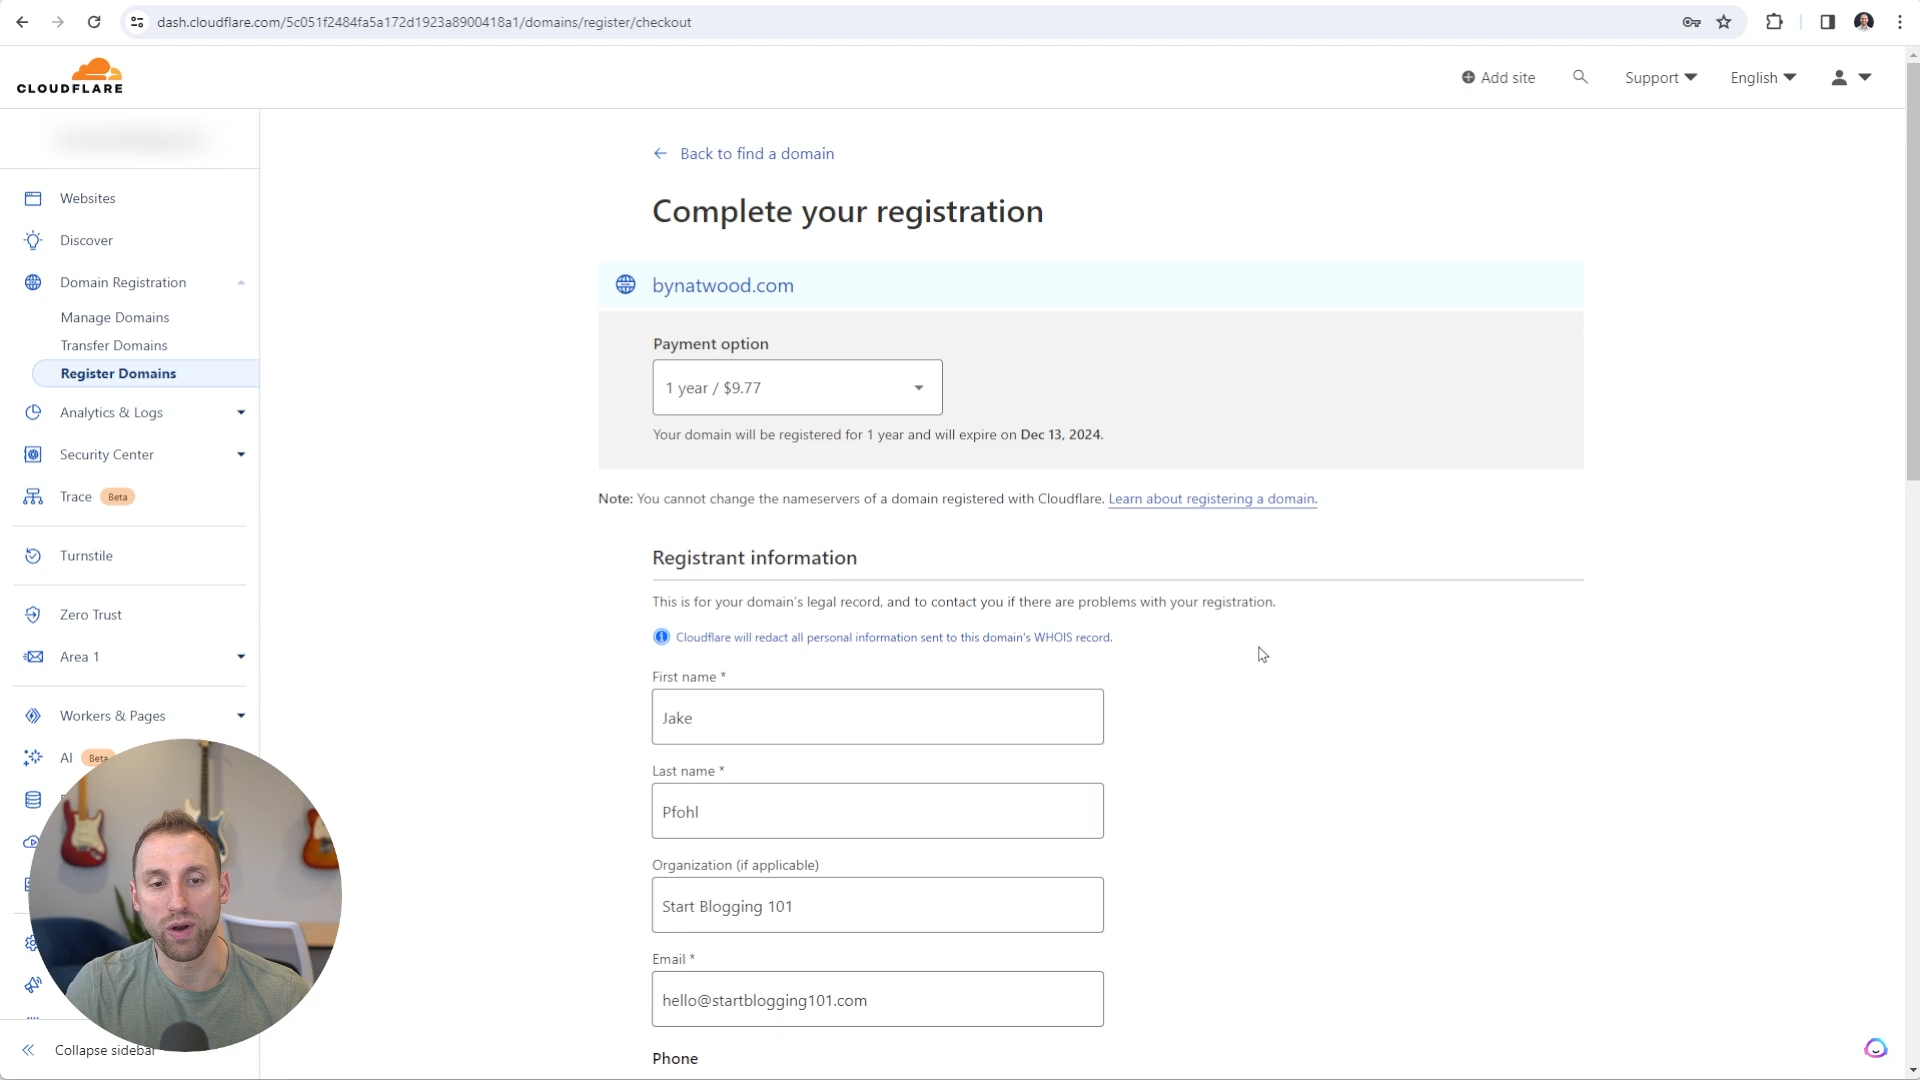 dash.cloudflare.com/5c051f2484fa5a172d1923a8900418a1/domains/register/checkout
CLOUDFLARE
Add site
Support
English
Websites
Discover
Domain Registration
Manage Domains
Transfer Domains
Register Domains
Analytics & Logs
Security Center
Trace Beta
Turnstile
Zero Trust
Area 1
Workers & Pages
AI Beta
Collapse sidebar
Back to find a domain
Complete your registration
bynatwood.com
Payment option
1 year / $9.77
Your domain will be registered for 1 year and will expire on Dec 13, 2024.
Note: You cannot change the nameservers of a domain registered with Cloudflare. Learn about registering a domain.
Registrant information
This is for your domain's legal record, and to contact you if there are problems with your registration.
Cloudflare will redact all personal information sent to this domain's WHOIS record.
First name *
Jake
Last name *
Pfohl
Organization (if applicable)
Start Blogging 101
Email *
hello@startblogging101.com
Phone